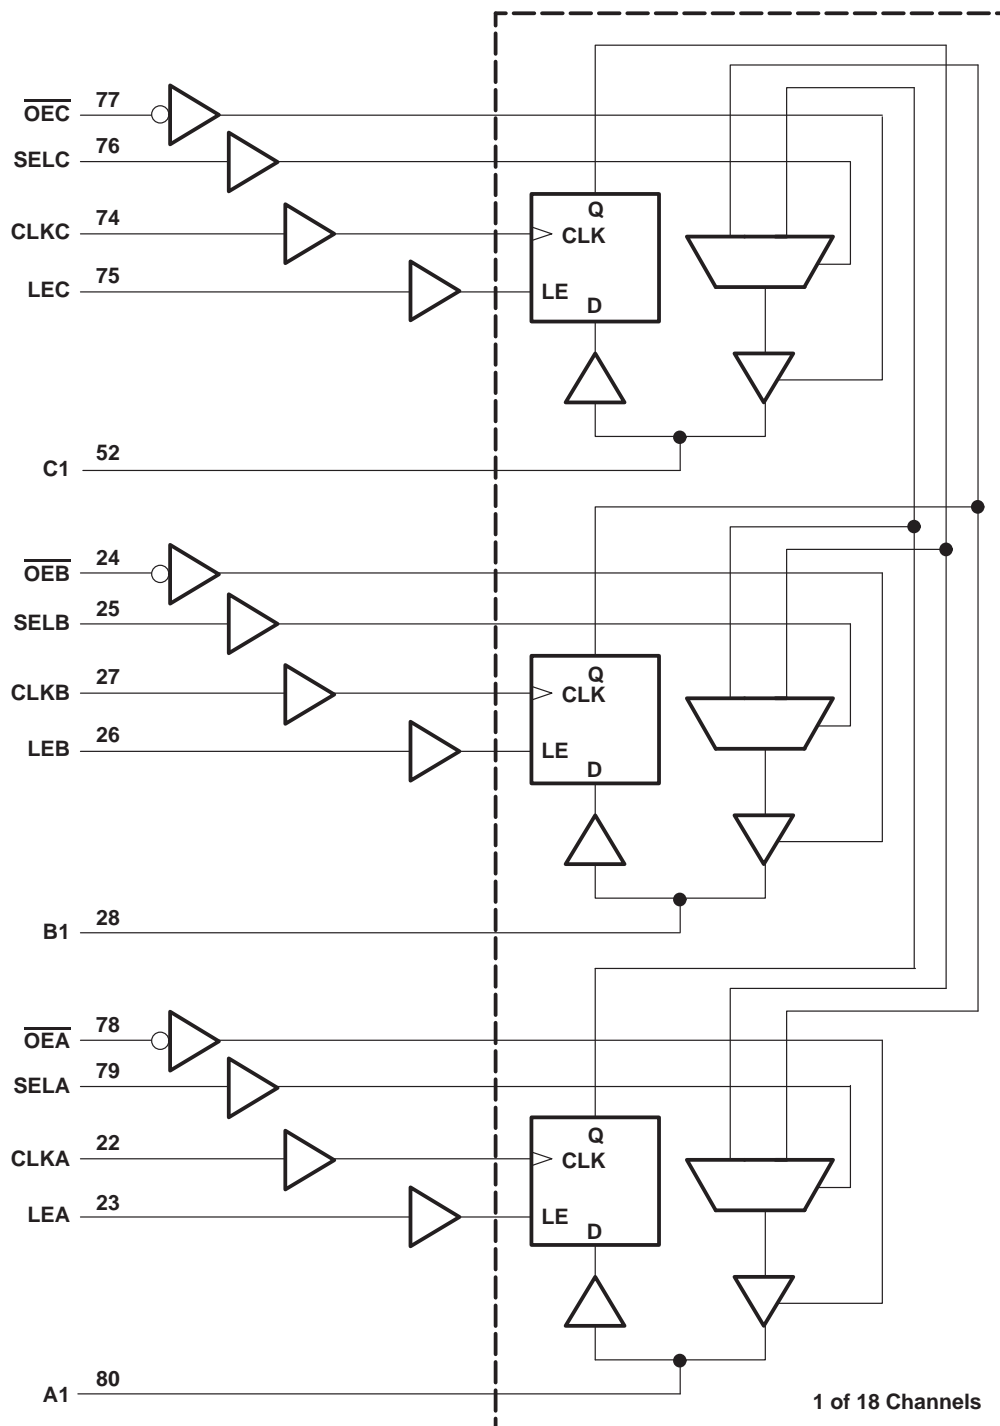 OEC 77
SELC 76
CLKC 74
LEC 75
Q
CLK
LE
D
C1 52
OEB 24
SELB 25
CLKB 27
LEB 26
Q
CLK
LE
D
B1 28
OEA 78
SELA 79
CLKA 22
LEA 23
Q
CLK
LE
D
A1 80
1 of 18 Channels